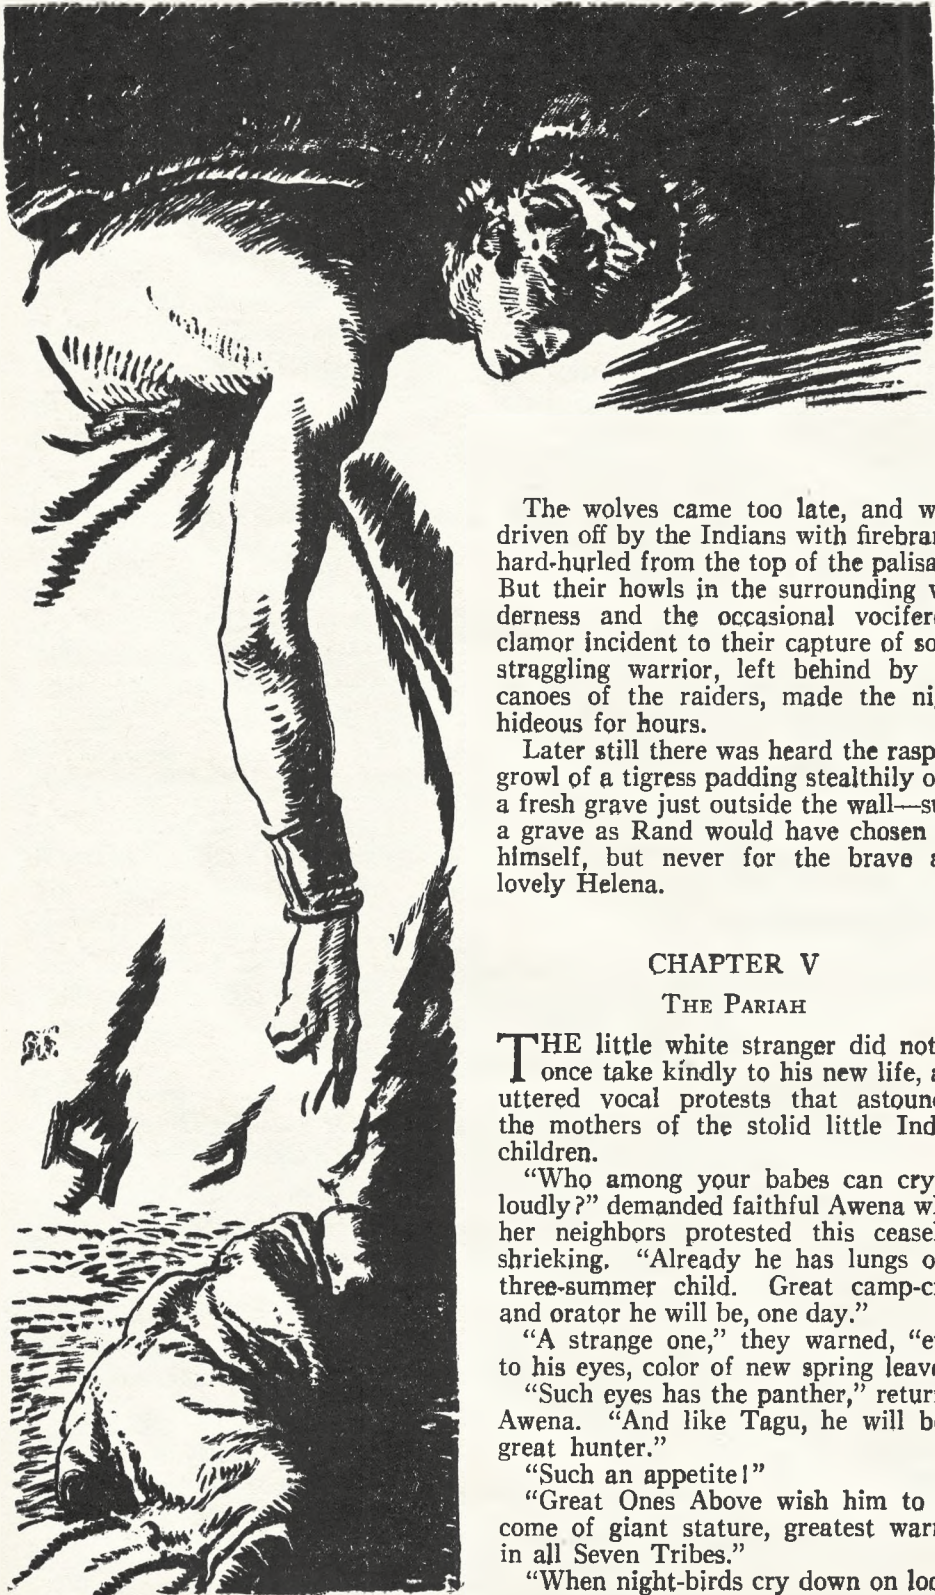 The wolves came too late, and w
driven off by the Indians with firebra
hard-hurled from the top of the palisa
But their howls in the surrounding
derness and the occasional vocifer
clamor incident to their capture of so
straggling warrior, left behind by
canoes of the raiders, made the ni
hideous for hours.
Later still there was heard the rasp
growl of a tigress padding stealthily o
a fresh grave just outside the wall—su
a grave as Rand would have chosen
himself, but never for the brave a
lovely Helena.
CHAPTER V
THE PARIAH
THE little white stranger did not
once take kindly to his new life, a
uttered vocal protests that astoun
the mothers of the stolid little Ind
children.
"Who among your babes can cry
loudly?" demanded faithful Awena w
her neighbors protested this cease
shrieking. "Already he has lungs o
three-summer child. Great camp-c
and orator he will be, one day."
"A strange one," they warned, "e
to his eyes, color of new spring leav
"Such eyes has the panther," retur
Awena. "And like Tagu, he will b
great hunter."
"Such an appetite!"
"Great Ones Above wish him to
come of giant stature, greatest war
in all Seven Tribes."
"When night-birds cry down on lo